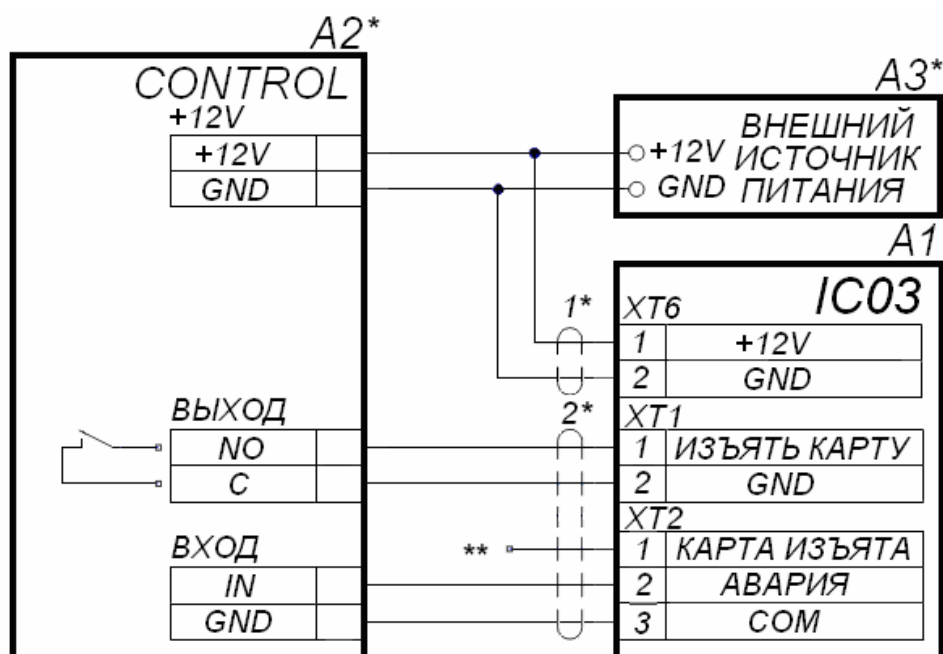 A2*
CONTROL
+12V
+12V
GND
A3*
ВНЕШНИЙ
+12V ИСТОЧНИК
GND ПИТАНИЯ
A1
IC03
1*
XT6
1 +12V
2 GND
ВЫХОД
NO
C
2*
XT1
1 ИЗЪЯТЬ КАРТУ
2 GND
XT2
** 1 КАРТА ИЗЪЯТА
2 АВАРИЯ
3 COM
ВХОД
IN
GND